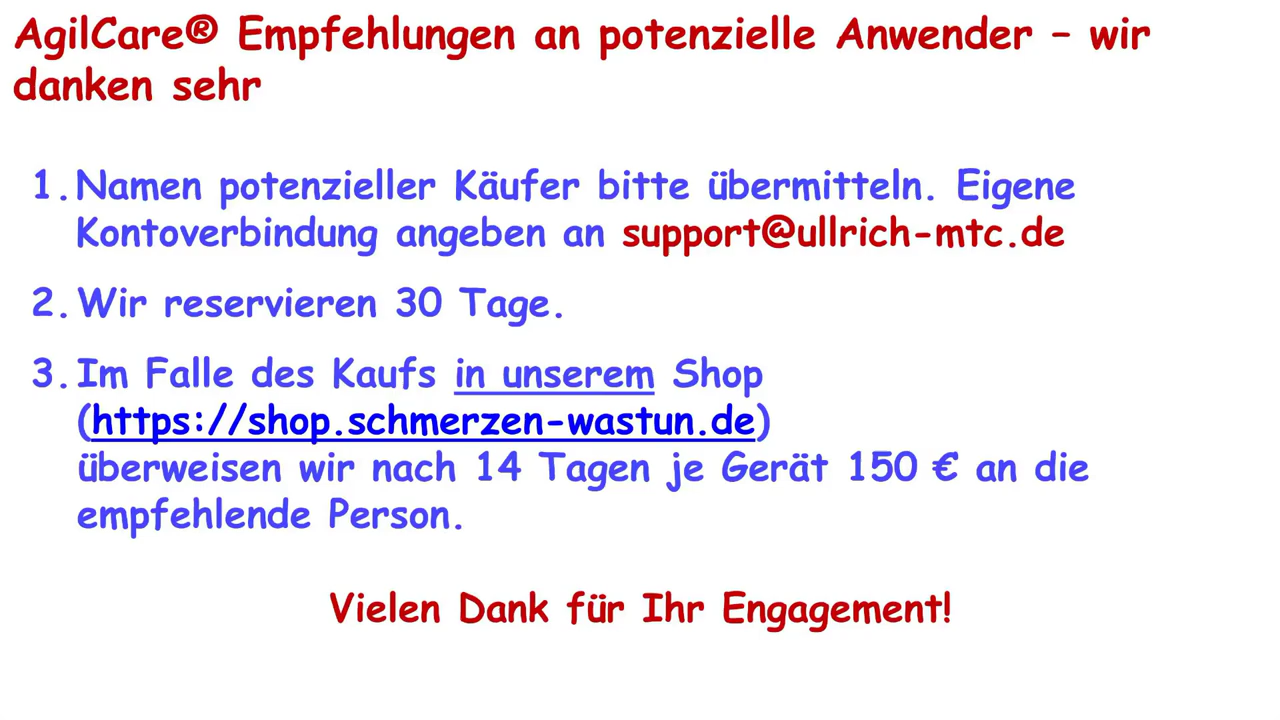 AgilCare® Empfehlungen an potenzielle Anwender – wir
danken sehr
1. Namen potenzieller Käufer bitte übermitteln. Eigene
Kontoverbindung angeben an support@ullrich-mtc.de
2. Wir reservieren 30 Tage.
3. Im Falle des Kaufs in unserem Shop
(https://shop.schmerzen-wastun.de)
überweisen wir nach 14 Tagen je Gerät 150 € an die
empfehlende Person.
Vielen Dank für Ihr Engagement!